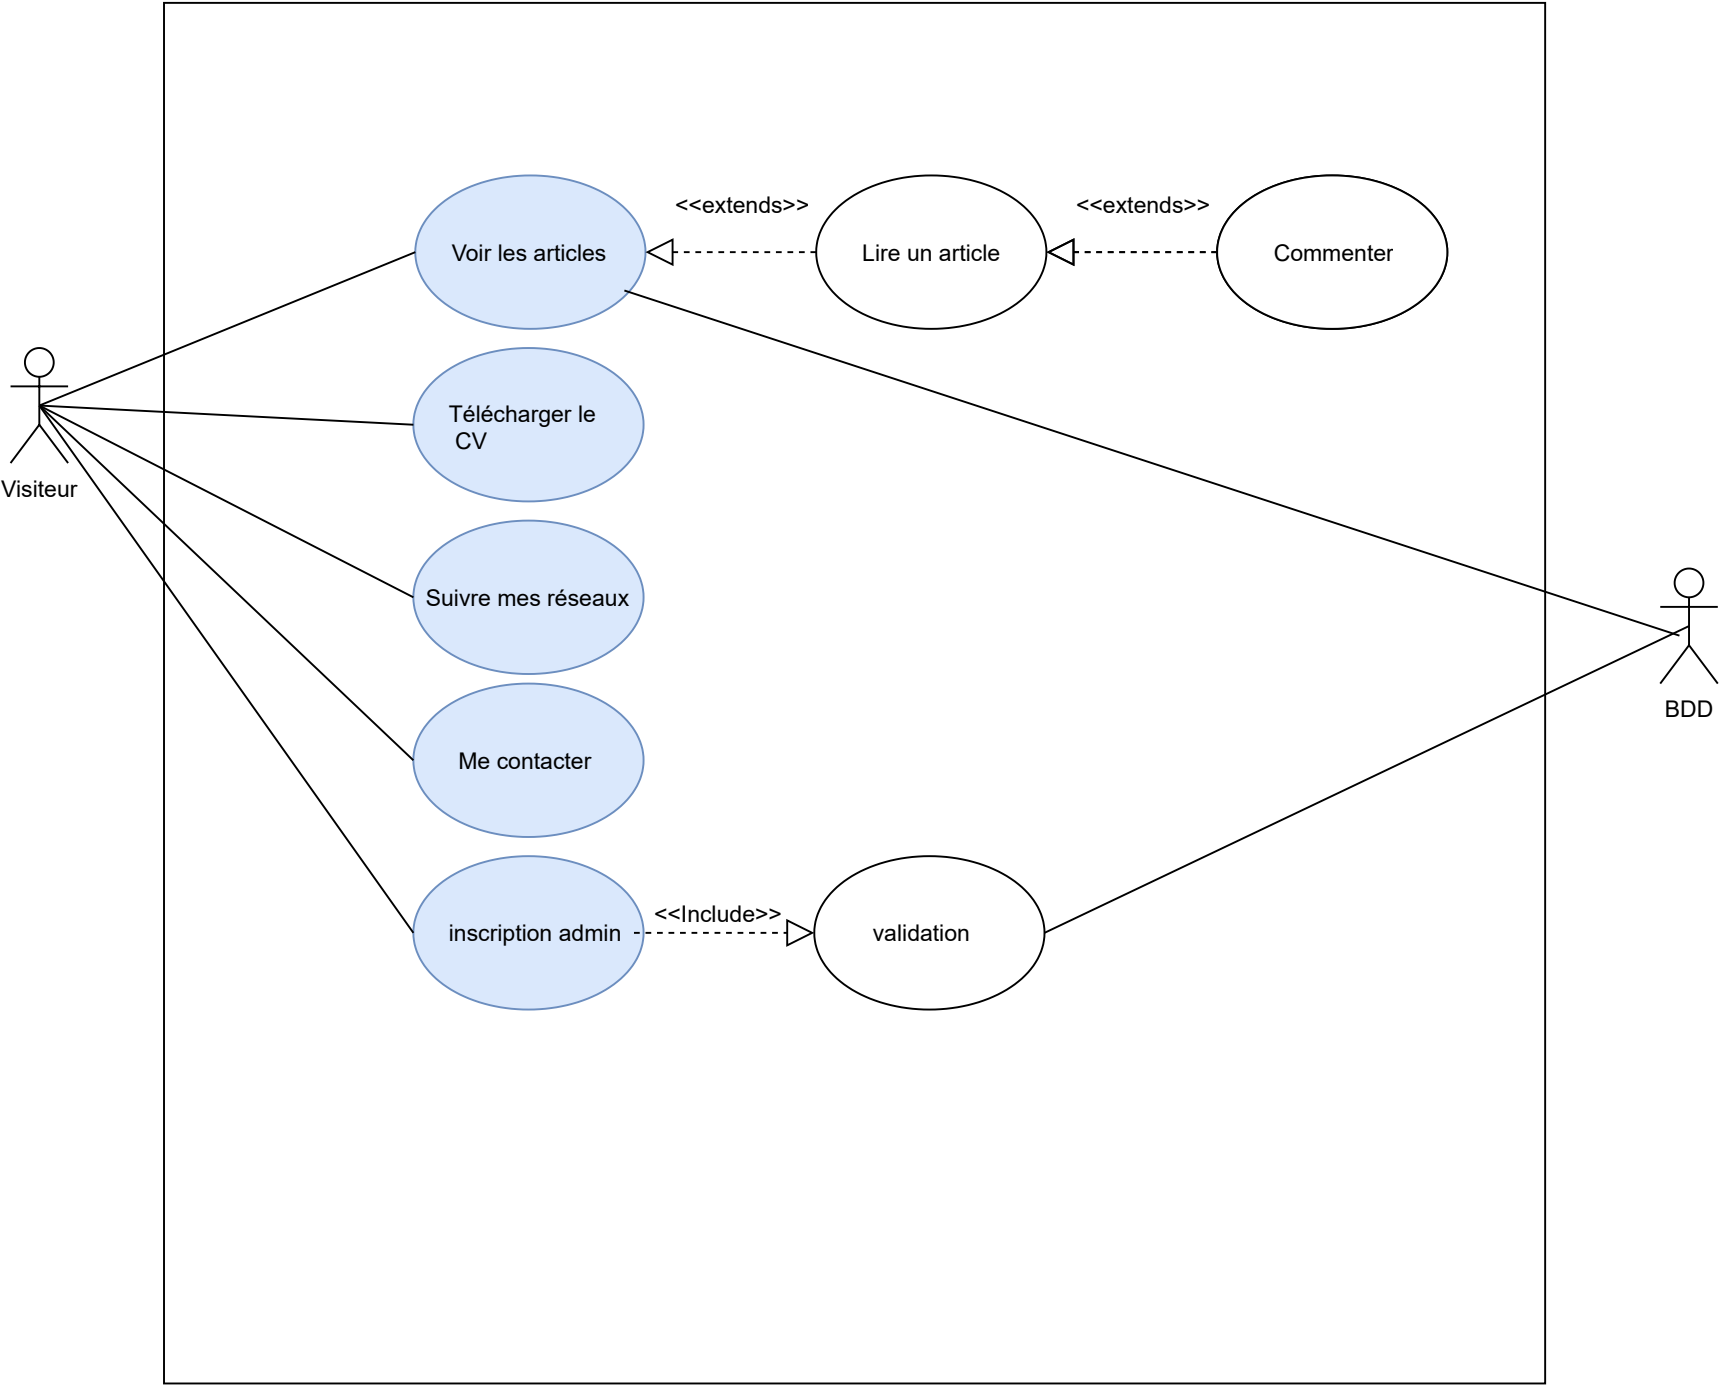 <<extends>>
<<extends>>
Voir les articles
Lire un article
Commenter
Télécharger le
CV
Visiteur
Suivre mes réseaux
BDD
Me contacter
<<Include>>
inscription admin
validation